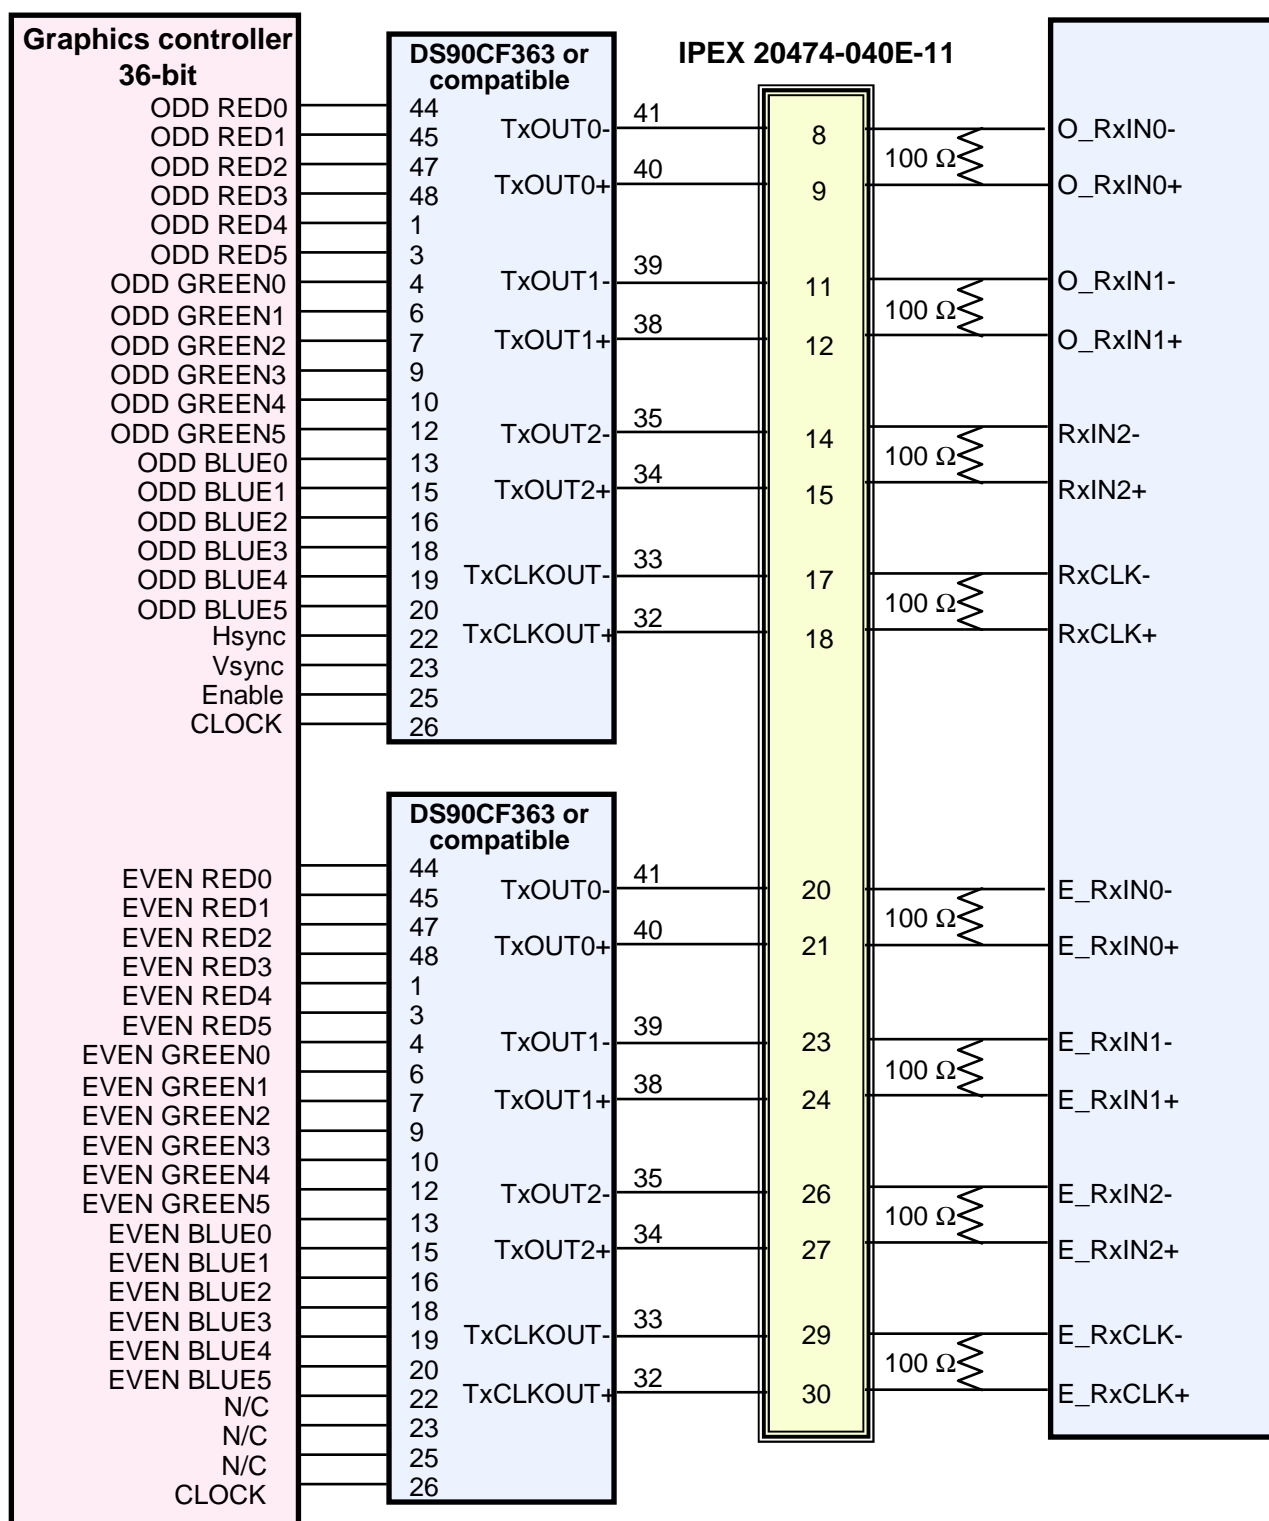 Graphics controller
36-bit
ODD RED0
ODD RED1
ODD RED2
ODD RED3
ODD RED4
ODD RED5
ODD GREEN0
ODD GREEN1
ODD GREEN2
ODD GREEN3
ODD GREEN4
ODD GREEN5
ODD BLUE0
ODD BLUE1
ODD BLUE2
ODD BLUE3
ODD BLUE4
ODD BLUE5
Hsync
Vsync
Enable
CLOCK
EVEN RED0
EVEN RED1
EVEN RED2
EVEN RED3
EVEN RED4
EVEN RED5
EVEN GREEN0
EVEN GREEN1
EVEN GREEN2
EVEN GREEN3
EVEN GREEN4
EVEN GREEN5
EVEN BLUE0
EVEN BLUE1
EVEN BLUE2
EVEN BLUE3
EVEN BLUE4
EVEN BLUE5
N/C
N/C
N/C
CLOCK
DS90CF363 or
compatible
44
45
47
48
1
3
4
6
7
9
10
12
13
15
16
18
19
20
22
23
25
26
TxOUT0- 41
TxOUT0+ 40
TxOUT1- 39
TxOUT1+ 38
TxOUT2- 35
TxOUT2+ 34
TxCLKOUT- 33
TxCLKOUT+ 32
DS90CF363 or
compatible
44
45
47
48
1
3
4
6
7
9
10
12
13
15
16
18
19
20
22
23
25
26
TxOUT0- 41
TxOUT0+ 40
TxOUT1- 39
TxOUT1+ 38
TxOUT2- 35
TxOUT2+ 34
TxCLKOUT- 33
TxCLKOUT+ 32
IPEX 20474-040E-11
8
9
11
12
14
15
17
18
20
21
23
24
26
27
29
30
100 Ω
100 Ω
100 Ω
100 Ω
100 Ω
100 Ω
100 Ω
100 Ω
O_RxIN0-
O_RxIN0+
O_RxIN1-
O_RxIN1+
RxIN2-
RxIN2+
RxCLK-
RxCLK+
E_RxIN0-
E_RxIN0+
E_RxIN1-
E_RxIN1+
E_RxIN2-
E_RxIN2+
E_RxCLK-
E_RxCLK+